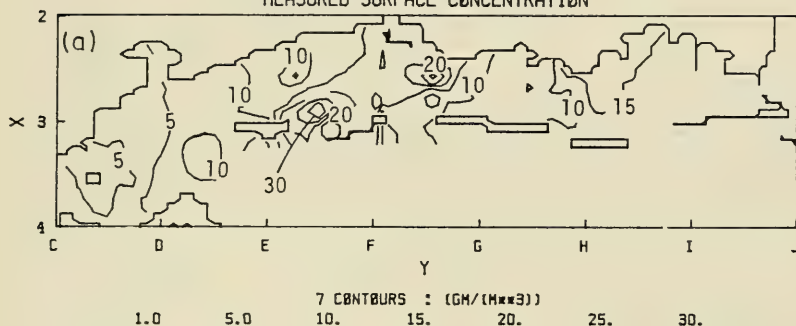 MEASURED SURFACE CONCENTRATION
2
(a)
10
20
10
10
15
10
X
3
5
20
5
10
30
4
C D E F G H I J
Y
7 CONTOURS : (GM/(M**3))
1.0 5.0 10. 15. 20. 25. 30.